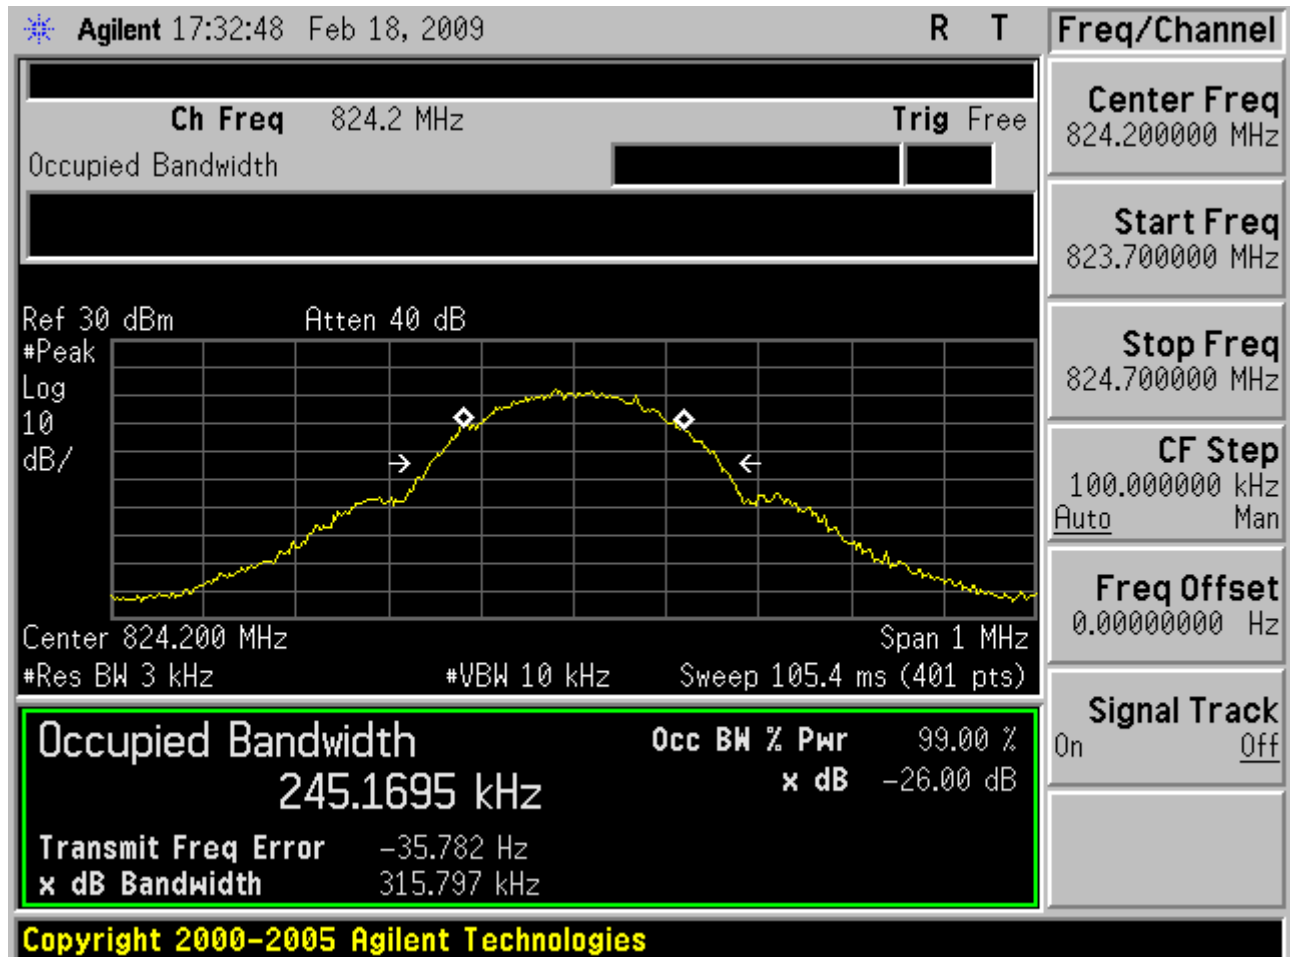 Agilent 17:32:48 Feb 18, 2009 R T
Freq/Channel
Ch Freq 824.2 MHz Trig Free
Occupied Bandwidth
Center Freq
824.200000 MHz
Start Freq
823.700000 MHz
Stop Freq
824.700000 MHz
CF Step
100.000000 kHz
Auto Man
Freq Offset
0.00000000 Hz
Signal Track
On Off
Ref 30 dBm Atten 40 dB
#Peak
Log
10
dB/
Center 824.200 MHz Span 1 MHz
#Res BW 3 kHz #VBW 10 kHz Sweep 105.4 ms (401 pts)
Occupied Bandwidth Occ BW % Pwr 99.00 %
245.1695 kHz x dB -26.00 dB
Transmit Freq Error -35.782 Hz
x dB Bandwidth 315.797 kHz
Copyright 2000-2005 Agilent Technologies